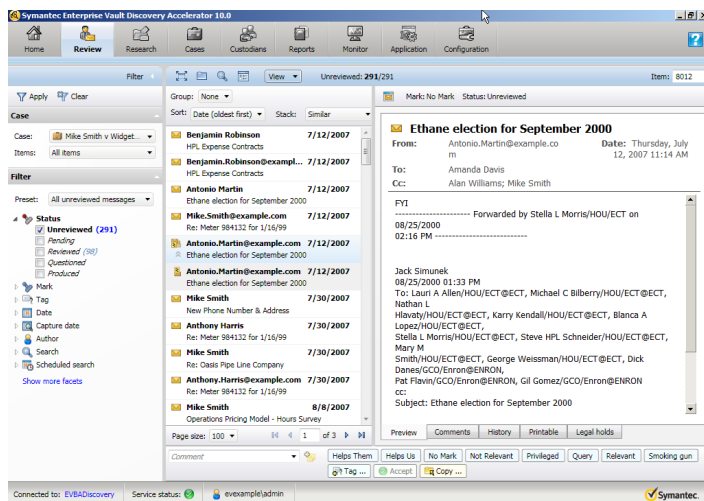 Symantec Enterprise Vault Discovery Accelerator 10.0
Home
Review
Research
Cases
Custodians
Reports
Monitor
Application
Configuration
Filter
View
Unreviewed: 291/291
Item: 8012
Apply
Clear
Case
Case: Mike Smith v Widget...
Items: All items
Filter
Preset: All unreviewed messages
Status
Unreviewed (291)
Pending
Reviewed (98)
Questioned
Produced
Mark
Tag
Date
Capture date
Author
Search
Scheduled search
Show more facets
Group: None
Sort: Date (oldest first) Stack: Similar
Benjamin Robinson 7/12/2007
HPL Expense Contracts
Benjamin.Robinson@exampl... 7/12/2007
HPL Expense Contracts
Antonio Martin 7/12/2007
Ethane election for September 2000
Mike.Smith@example.com 7/12/2007
Re: Meter 984132 for 1/16/99
Antonio.Martin@example.com 7/12/2007
Ethane election for September 2000
Antonio.Martin@example.com 7/12/2007
Ethane election for September 2000
Mike Smith 7/30/2007
New Phone Number & Address
Anthony Harris 7/30/2007
Re: Meter 984132 for 1/16/99
Mike Smith 7/30/2007
Re: Oasis Pipe Line Company
Anthony.Harris@example.com 7/30/2007
Re: Meter 984132 for 1/16/99
Mike Smith 8/8/2007
Operations Pricing Model - Hours Survey
Page size: 100 1 of 3
Mark: No Mark Status: Unreviewed
Ethane election for September 2000
From: Antonio.Martin@example.co
m
Date: Thursday, July
12, 2007 11:14 AM
To: Amanda Davis
Cc: Alan Williams; Mike Smith
FYI
---------------------- Forwarded by Stella L Morris/HOU/ECT on
08/25/2000
02:16 PM ---------------------------
Jack Simunek
08/25/2000 01:33 PM
To: Lauri A Allen/HOU/ECT@ECT, Michael C Bilberry/HOU/ECT@ECT,
Nathan L
Hlavaty/HOU/ECT@ECT, Karry Kendall/HOU/ECT@ECT, Blanca A
Lopez/HOU/ECT@ECT,
Stella L Morris/HOU/ECT@ECT, Steve HPL Schneider/HOU/ECT@ECT,
Mary M
Smith/HOU/ECT@ECT, George Weissman/HOU/ECT@ECT, Dick
Danes/GCO/Enron@ENRON,
Pat Flavin/GCO/Enron@ENRON, Gil Gomez/GCO/Enron@ENRON
cc:
Subject: Ethane election for September 2000
Preview
Comments
History
Printable
Legal holds
Comment
Helps Them
Helps Us
No Mark
Not Relevant
Privileged
Query
Relevant
Smoking gun
Tag ...
Accept
Copy ...
Connected to: EVBADiscovery
Service status:
evexample\admin
Symantec.